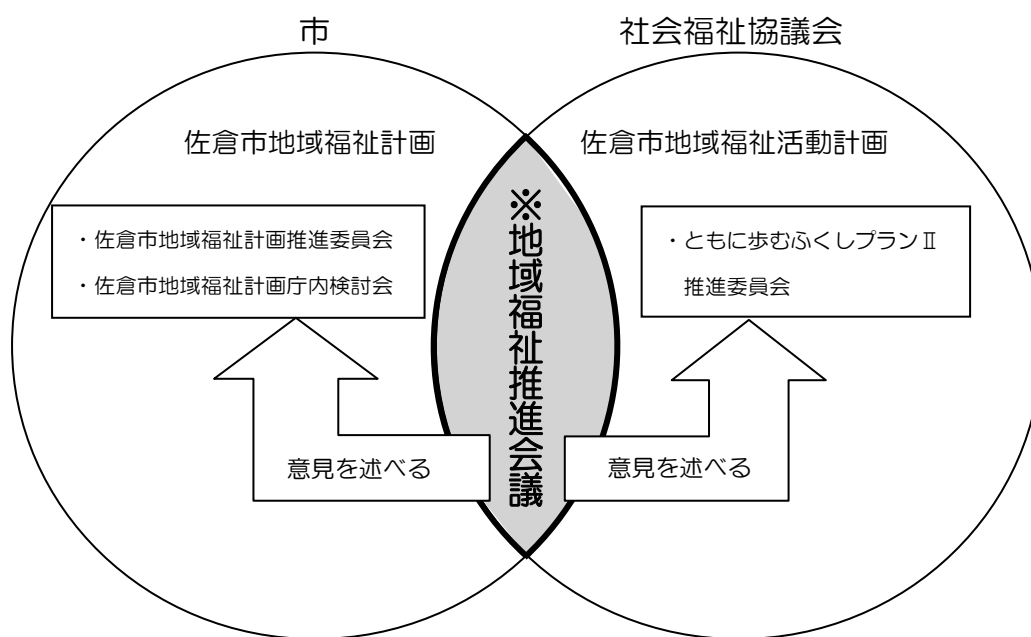 市
社会福祉協議会
佐倉市地域福祉計画
佐倉市地域福祉活動計画
・佐倉市地域福祉計画推進委員会
・佐倉市地域福祉計画庁内検討会
※地域福祉推進会議
・ともに歩むふくしプランⅡ
推進委員会
意見を述べる
意見を述べる